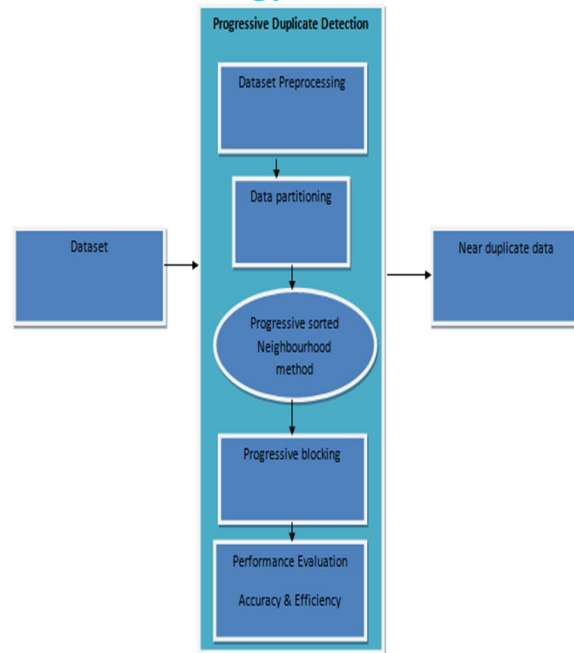 Progressive Duplicate Detection
Dataset Preprocessing
Data partitioning
Dataset
Near duplicate data
Progressive sorted
Neighbourhood
method
Progressive blocking
Performance Evaluation
Accuracy & Efficiency